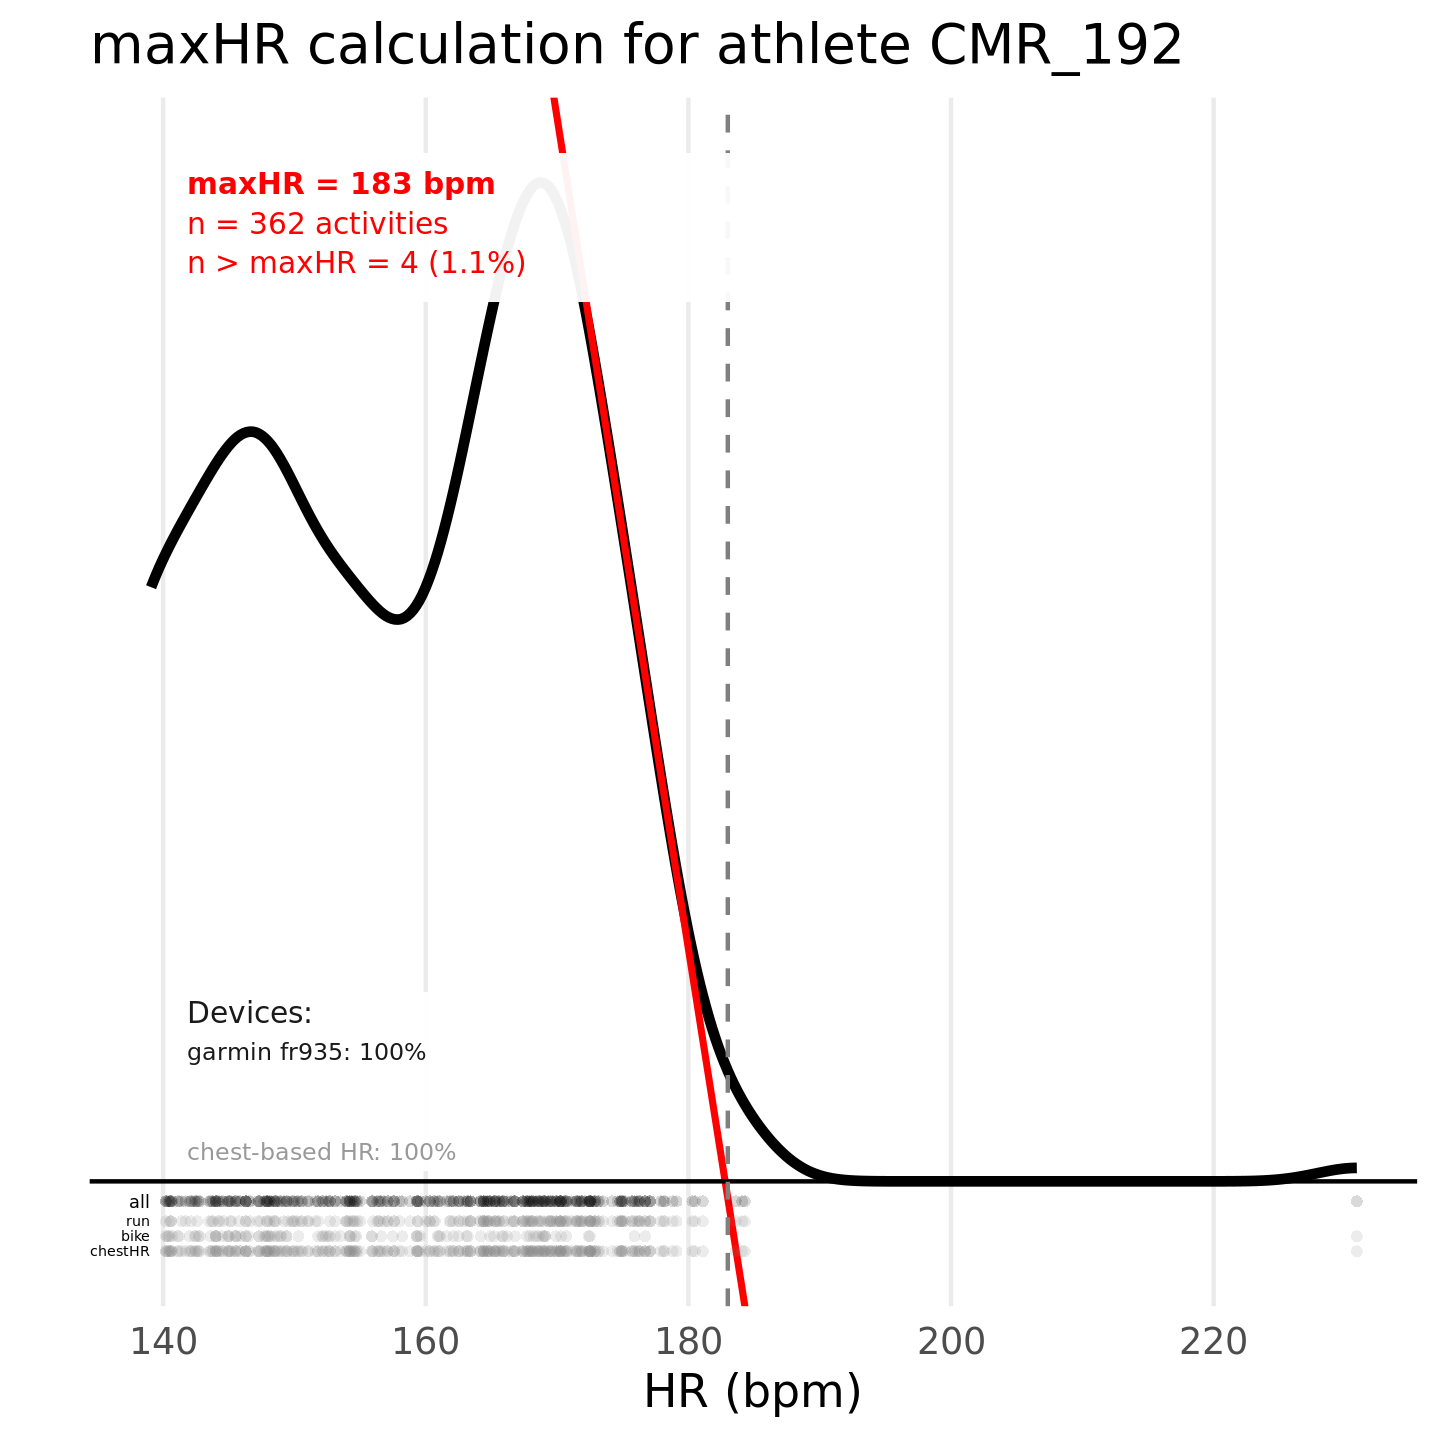 maxHR calculation for athlete CMR_192
maxHR = 183 bpm
n = 362 activities
n > maxHR = 4 (1.1%)
Devices:
garmin fr935: 100%
chest-based HR: 100%
all
run
bike
chestHR
140 160 180 200 220
HR (bpm)